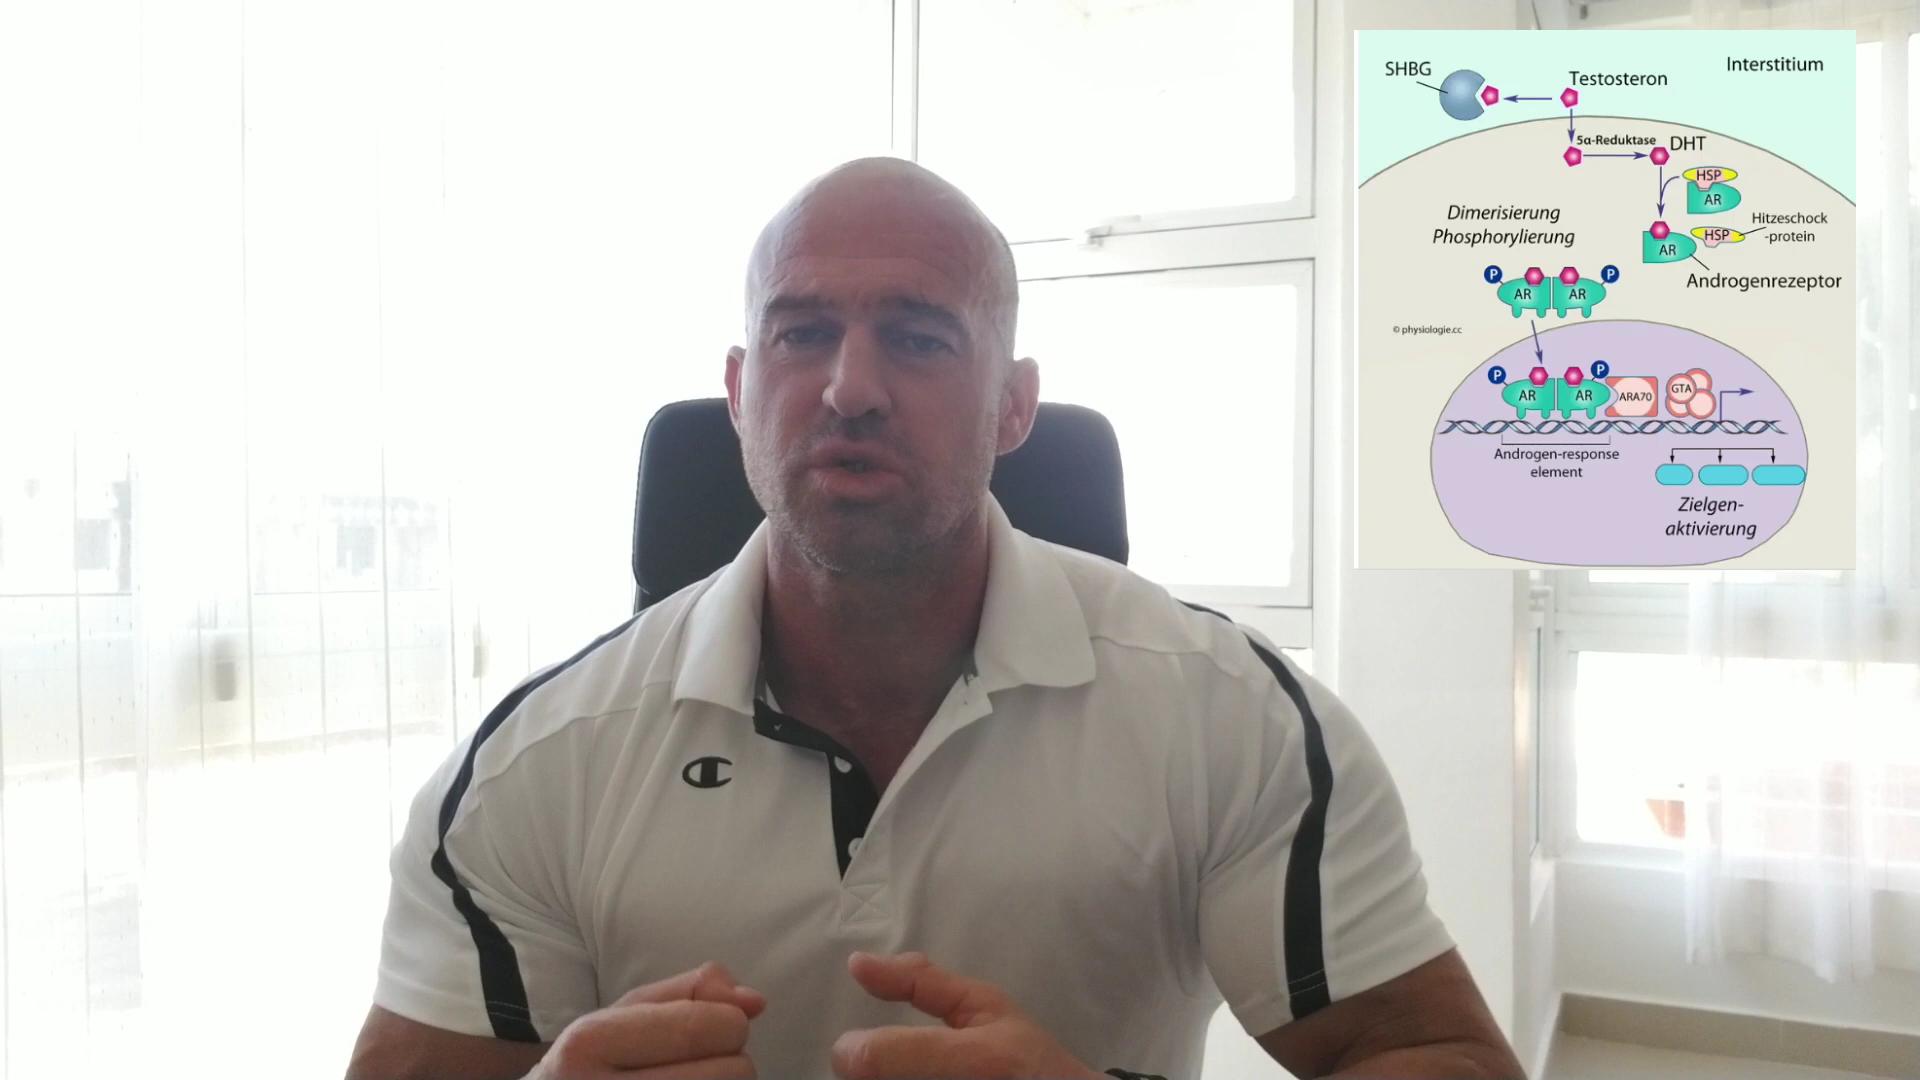 SHBG
Testosteron
Interstitium
5α-Reduktase
DHT
HSP
AR
Dimerisierung
Phosphorylierung
Hitzeschock
-protein
HSP
AR
Androgenrezeptor
P
P
AR
AR
© physiologie.cc
P
P
AR
AR
ARA70
GTA
Androgen-response
element
Zielgen-
aktivierung